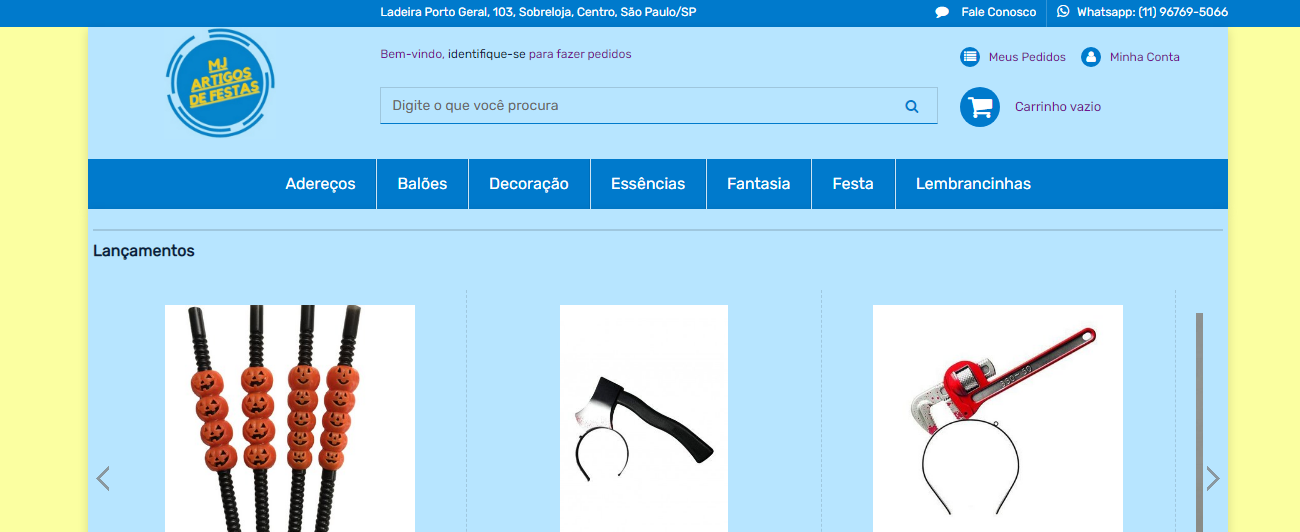 Ladeira Porto Geral, 103, Sobreloja, Centro, São Paulo/SP
Fale Conosco
Whatsapp: (11) 96769-5066
MJ
ARTIGOS
DE FESTAS
Bem-vindo, identifique-se para fazer pedidos
Meus Pedidos
Minha Conta
Digite o que você procura
Carrinho vazio
Adereços
Balões
Decoração
Essências
Fantasia
Festa
Lembrancinhas
Lançamentos